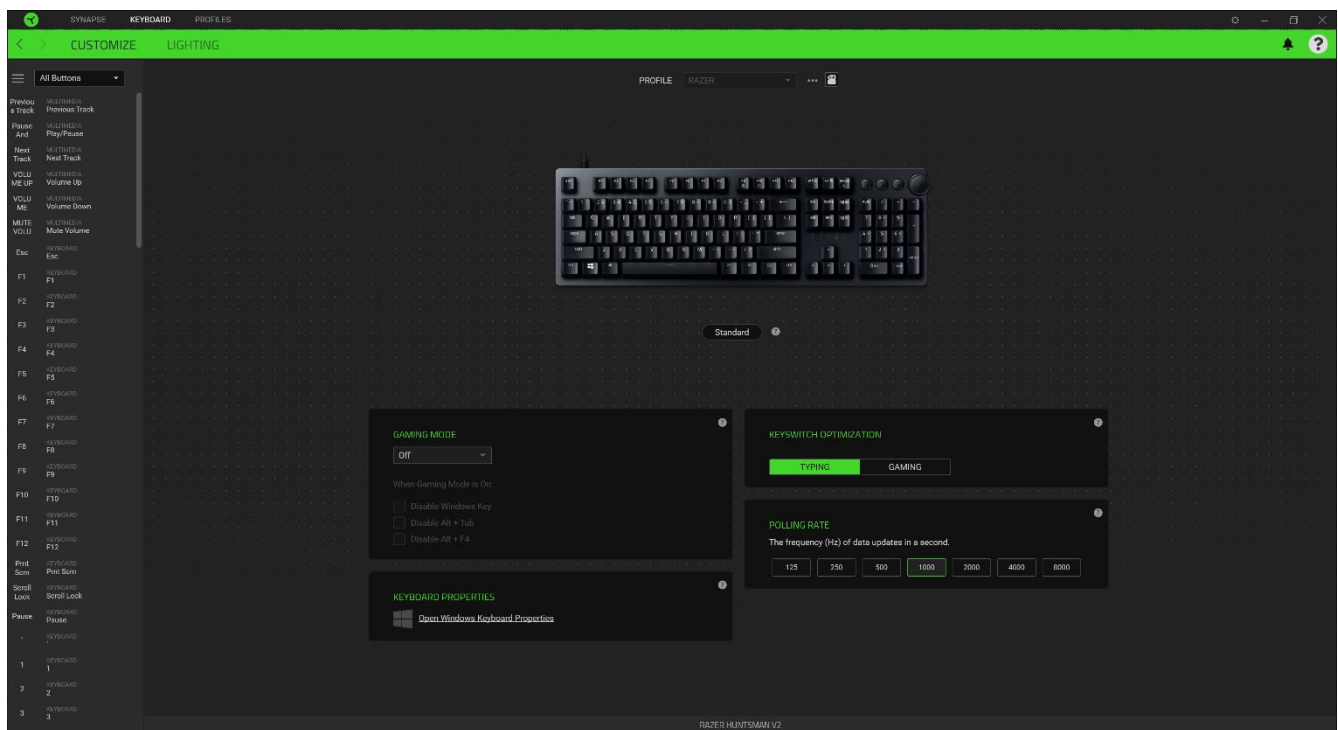 SYNAPSE KEYBOARD PROFILES
CUSTOMIZE LIGHTING
All Buttons
PROFILE RAZER
Previou MULTIMEDIA
s Track Previous Track
Pause MULTIMEDIA
And Play/Pause
Next MULTIMEDIA
Track Next Track
VOLU MULTIMEDIA
ME UP Volume Up
VOLU MULTIMEDIA
ME Volume Down
MUTE MULTIMEDIA
VOLU Mute Volume
Esc KEYBOARD
Esc
F1 KEYBOARD
F1
F2 KEYBOARD
F2
F3 KEYBOARD
F3
F4 KEYBOARD
F4
F5 KEYBOARD
F5
F6 KEYBOARD
F6
F7 KEYBOARD
F7
F8 KEYBOARD
F8
F9 KEYBOARD
F9
F10 KEYBOARD
F10
F11 KEYBOARD
F11
F12 KEYBOARD
F12
Prnt KEYBOARD
Scrn Prnt Scrn
Scroll KEYBOARD
Lock Scroll Lock
Pause KEYBOARD
Pause
KEYBOARD
1 KEYBOARD
1
2 KEYBOARD
2
3 KEYBOARD
3
Standard
GAMING MODE
Off
When Gaming Mode is On:
Disable Windows Key
Disable Alt + Tab
Disable Alt + F4
KEYBOARD PROPERTIES
Open Windows Keyboard Properties
KEYSWITCH OPTIMIZATION
TYPING GAMING
POLLING RATE
The frequency (Hz) of data updates in a second.
125 250 500 1000 2000 4000 8000
RAZER HUNTSMAN V2